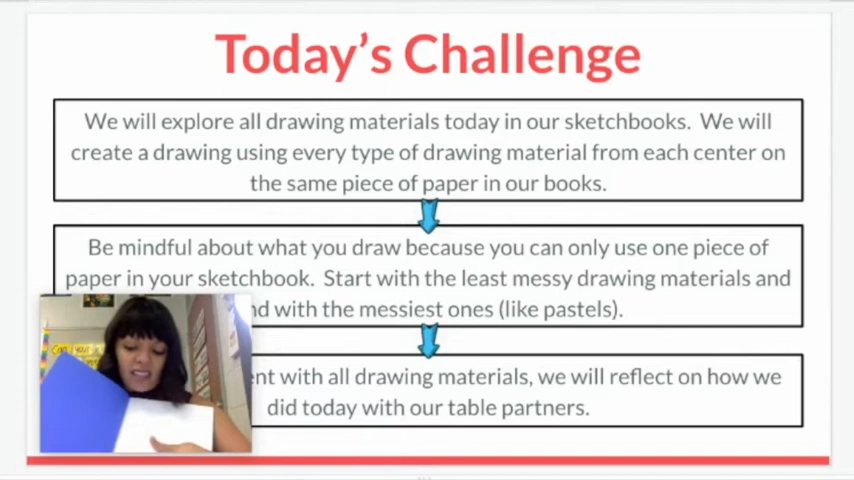 Today's Challenge
We will explore all drawing materials today in our sketchbooks. We will
create a drawing using every type of drawing material from each center on
the same piece of paper in our books.
Be mindful about what you draw because you can only use one piece of
paper in your sketchbook. Start with the least messy drawing materials and
nd with the messiest ones (like pastels).
nt with all drawing materials, we will reflect on how we
did today with our table partners.